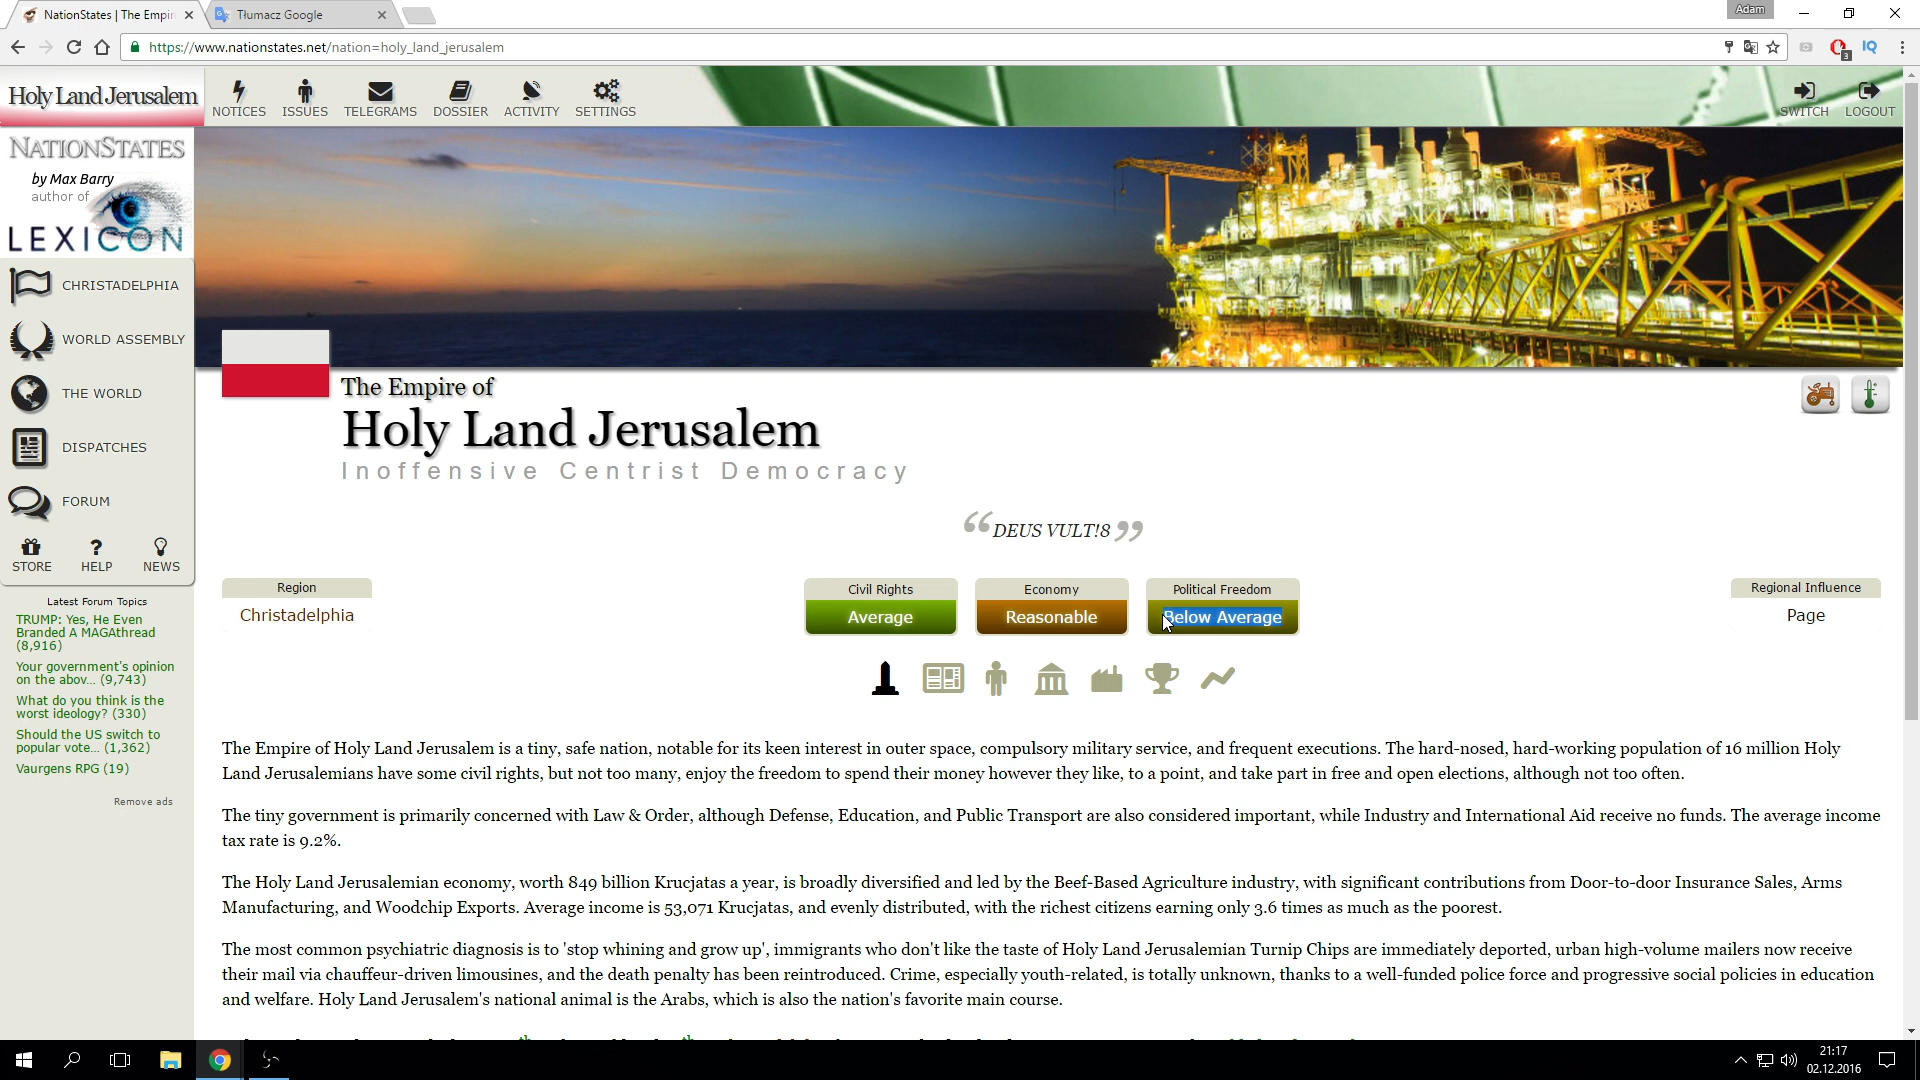 NationStates | The Empir
Tłumacz Google
Adam
https://www.nationstates.net/nation=holy_land_jerusalem
IQ
3
Holy Land Jerusalem
NOTICES
ISSUES
TELEGRAMS
DOSSIER
ACTIVITY
SETTINGS
SWITCH
LOGOUT
NATIONSTATES
by Max Barry
author of
LEXICON
CHRISTADELPHIA
WORLD ASSEMBLY
THE WORLD
DISPATCHES
FORUM
STORE
HELP
NEWS
Latest Forum Topics
TRUMP: Yes, He Even
Branded A MAGAthread
(8,916)
Your government's opinion
on the abov... (9,743)
What do you think is the
worst ideology? (330)
Should the US switch to
popular vote... (1,362)
Vaurgens RPG (19)
Remove ads
The Empire of
Holy Land Jerusalem
Inoffensive Centrist Democracy
“DEUS VULT!8”
Region
Christadelphia
Civil Rights
Average
Economy
Reasonable
Political Freedom
Below Average
Regional Influence
Page
The Empire of Holy Land Jerusalem is a tiny, safe nation, notable for its keen interest in outer space, compulsory military service, and frequent executions. The hard-nosed, hard-working population of 16 million Holy
Land Jerusalemians have some civil rights, but not too many, enjoy the freedom to spend their money however they like, to a point, and take part in free and open elections, although not too often.
The tiny government is primarily concerned with Law & Order, although Defense, Education, and Public Transport are also considered important, while Industry and International Aid receive no funds. The average income
tax rate is 9.2%.
The Holy Land Jerusalemian economy, worth 849 billion Krucjatas a year, is broadly diversified and led by the Beef-Based Agriculture industry, with significant contributions from Door-to-door Insurance Sales, Arms
Manufacturing, and Woodchip Exports. Average income is 53,071 Krucjatas, and evenly distributed, with the richest citizens earning only 3.6 times as much as the poorest.
The most common psychiatric diagnosis is to 'stop whining and grow up', immigrants who don't like the taste of Holy Land Jerusalemian Turnip Chips are immediately deported, urban high-volume mailers now receive
their mail via chauffeur-driven limousines, and the death penalty has been reintroduced. Crime, especially youth-related, is totally unknown, thanks to a well-funded police force and progressive social policies in education
and welfare. Holy Land Jerusalem's national animal is the Arabs, which is also the nation's favorite main course.
21:17
02.12.2016